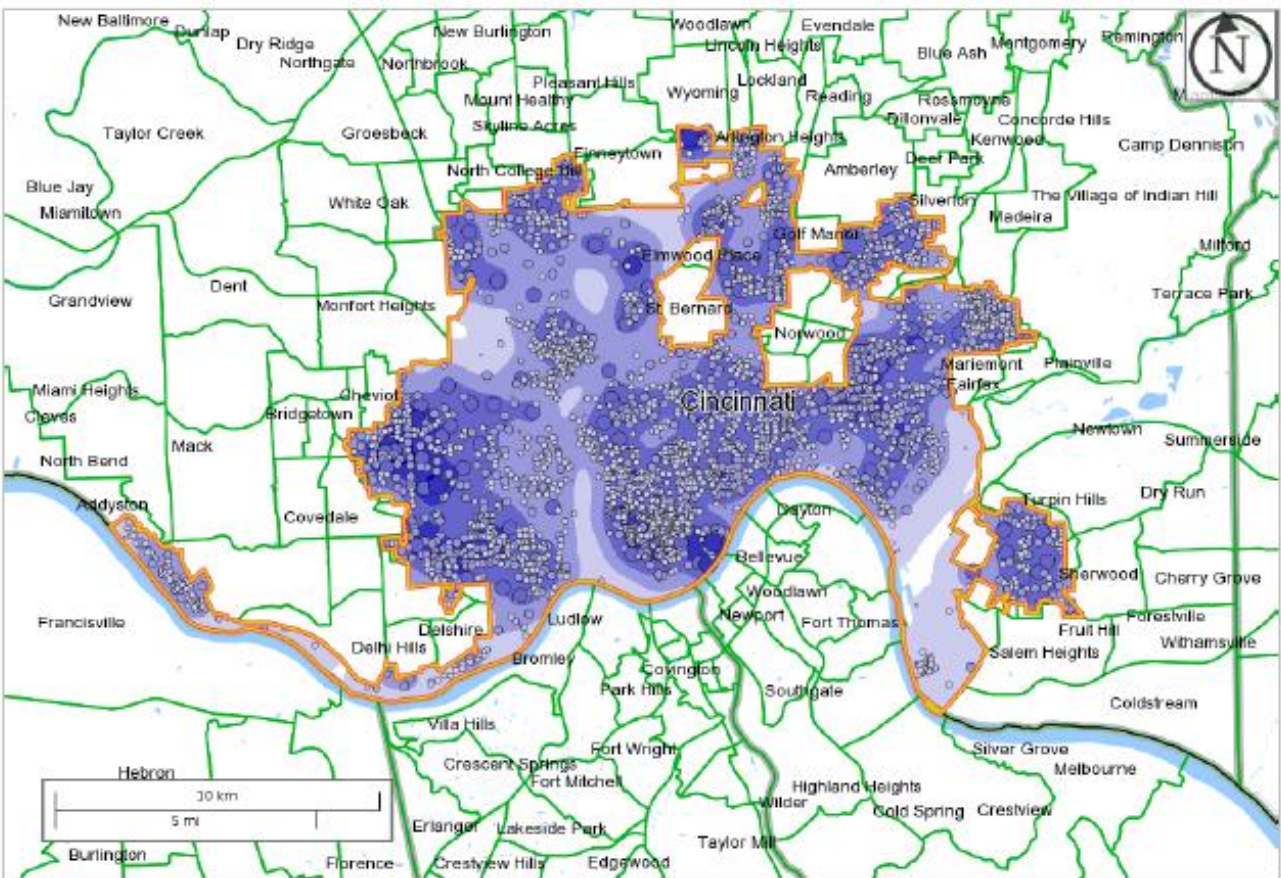 New Baltimore
Dunlap
Dry Ridge
Northgate
New Burlington
Northbrook
Woodlawn
Lincoln Heights
Evendale
Blue Ash
Montgomery
Remington
N
Pleasant Hills
Mount Healthy
Skyline Acres
Wyoming
Lockland
Reading
Rossmoyne
Dillonvale
Concorde Hills
Kenwood
Camp Dennison
Taylor Creek
Groesbeck
Finneytown
Arlington Heights
Amberley
Deer Park
North College Hill
Blue Jay
Miamitown
White Oak
Silverton
The Village of Indian Hill
Madeira
Golf Manor
Milford
Elmwood Place
Dent
Grandview
Monfort Heights
St. Bernard
Norwood
Terrace Park
Mariemont
Plainville
Fairfax
Miami Heights
Cleves
Cheviot
Bridgetown
Cincinnati
Mack
Newtown
Summerside
North Bend
Addyston
Covedale
Turpin Hills
Dry Run
Dayton
Bellevue
Sherwood
Cherry Grove
Woodlawn
Newport
Fort Thomas
Forestville
Fruit Hill
Withamsville
Francisville
Delshire
Ludlow
Delhi Hills
Bromley
Salem Heights
Covington
Park Hills
Southgate
Coldstream
Villa Hills
Fort Wright
Silver Grove
Melbourne
Crescent Springs
Fort Mitchell
Hebron
Highland Heights
Wilder
Cold Spring
Crestview
10 km
5 mi
Erlanger
Lakeside Park
Taylor Mill
Burlington
Florence
Crestview Hills
Edgewood